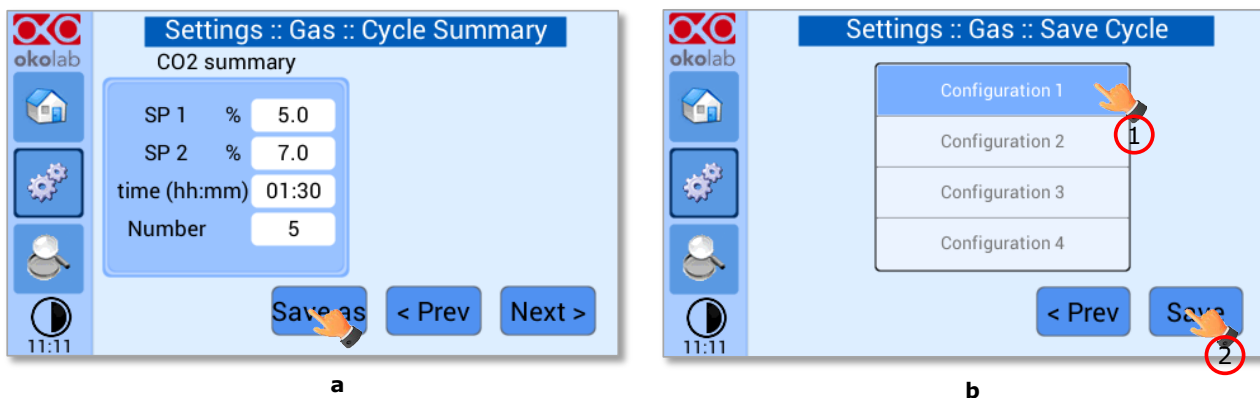 Settings :: Gas :: Cycle Summary
okolab
CO2 summary
SP 1 % 5.0
SP 2 % 7.0
time (hh:mm) 01:30
Number 5
Save as < Prev Next >
11:11
a
Settings :: Gas :: Save Cycle
okolab
Configuration 1
1
Configuration 2
Configuration 3
Configuration 4
< Prev Save
2
11:11
b